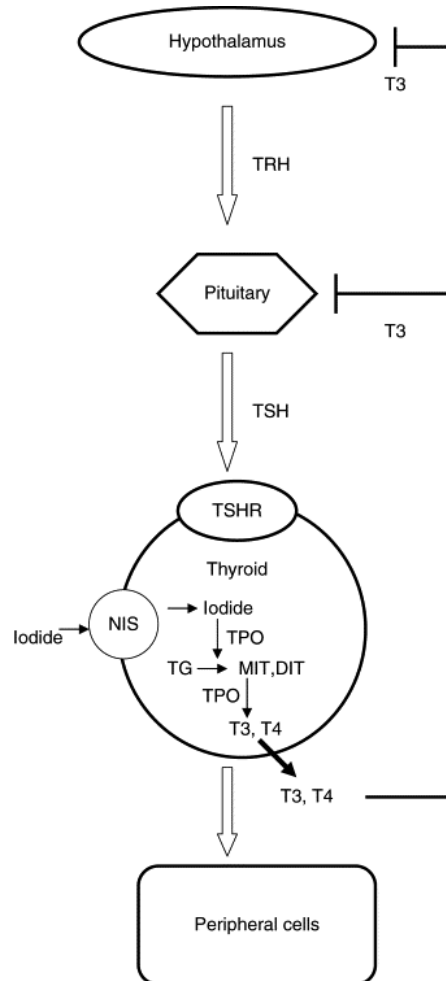 Hypothalamus
T3
TRH
Pituitary
T3
TSH
TSHR
Thyroid
Iodide
NIS
Iodide
TPO
TG
MIT,DIT
TPO
T3, T4
T3, T4
Peripheral cells